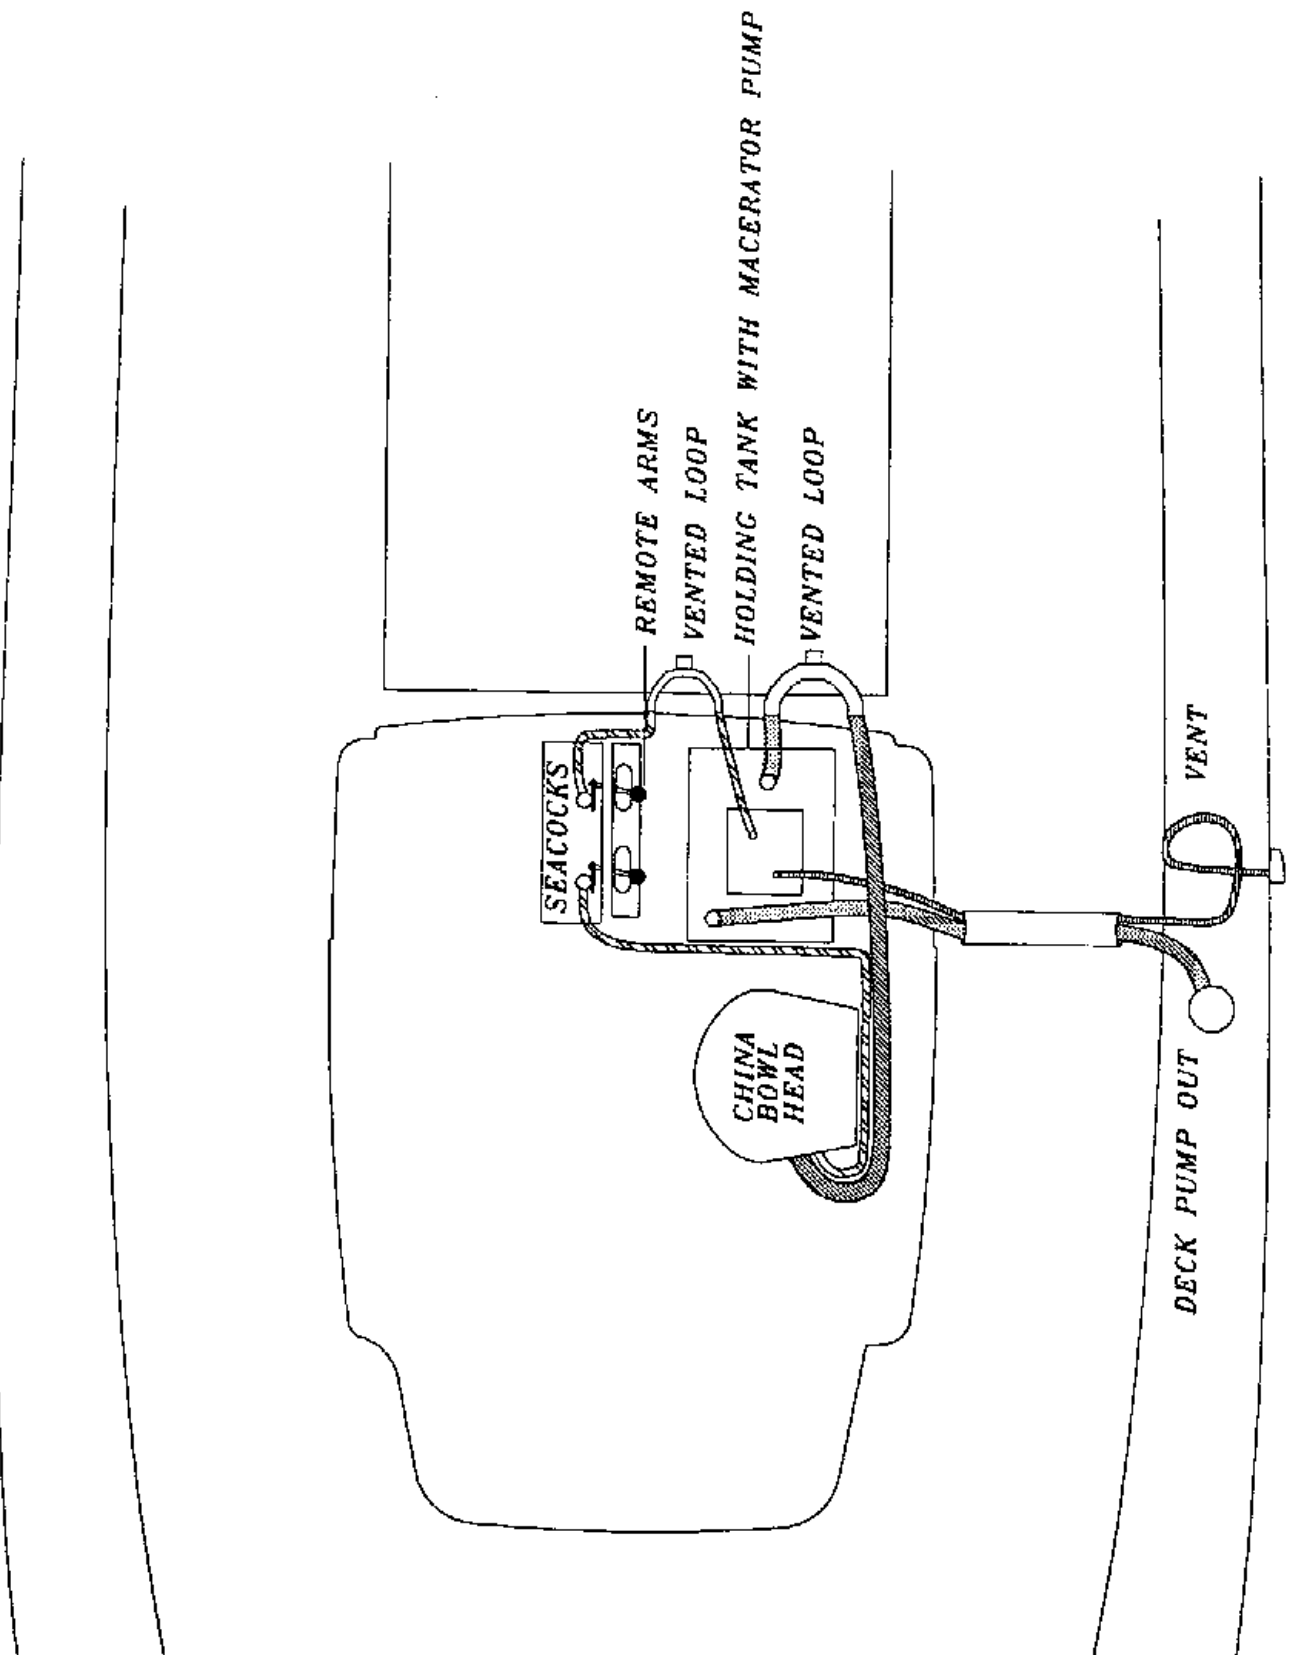 REMOTE ARMS
VENTED LOOP
HOLDING TANK WITH MACERATOR PUMP
VENTED LOOP
SEACOCKS
VENT
CHINA
BOWL
HEAD
DECK PUMP OUT